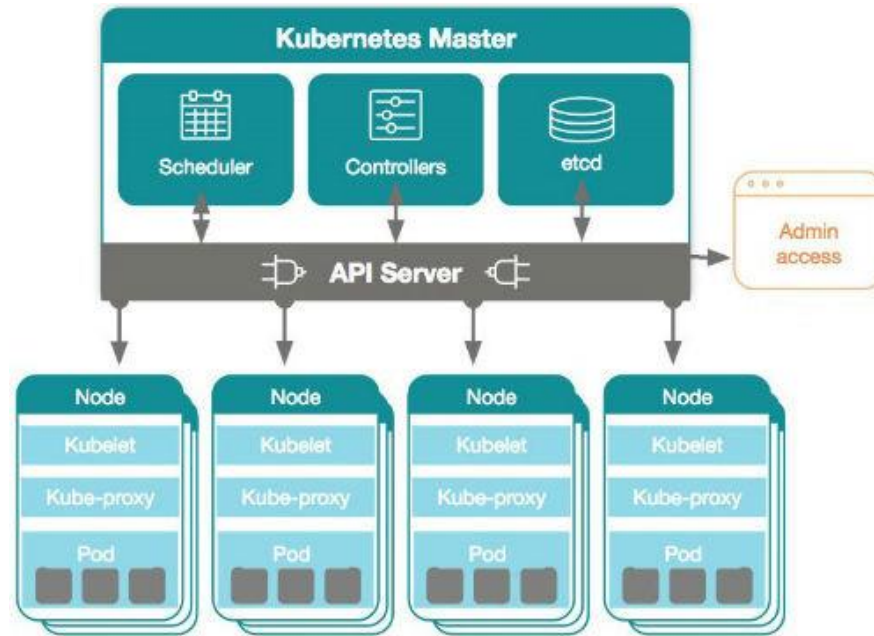 Kubernetes Master
Scheduler
Controllers
etcd
API Server
Admin
access
Node
Kubelet
Kube-proxy
Pod
Node
Kubelet
Kube-proxy
Pod
Node
Kubelet
Kube-proxy
Pod
Node
Kubelet
Kube-proxy
Pod